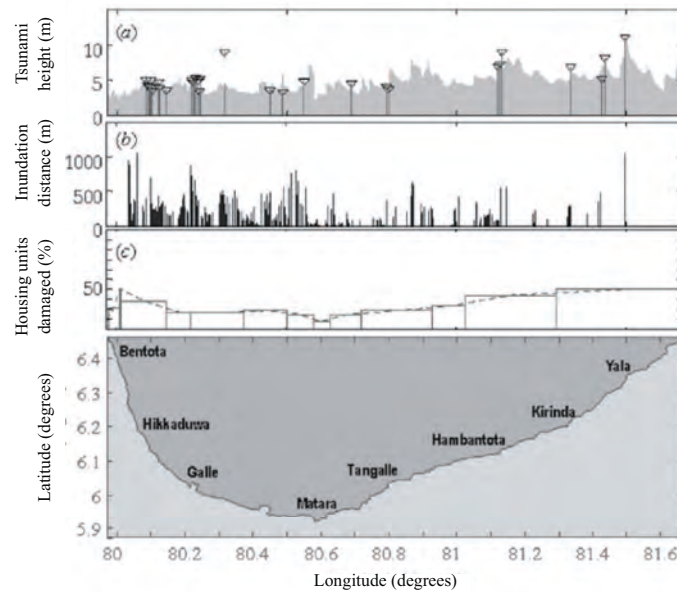 (a)
Tsunami
height (m)
10
5
0
(b)
Inundation
distance (m)
1000
500
0
(c)
Housing units
damaged (%)
50
Latitude (degrees)
6.4
6.3
6.2
6.1
6
5.9
Bentota
Hikkaduwa
Galle
Matara
Tangalle
Hambantota
Kirinda
Yala
80 80.2 80.4 80.6 80.8 81 81.2 81.4 81.6
Longitude (degrees)